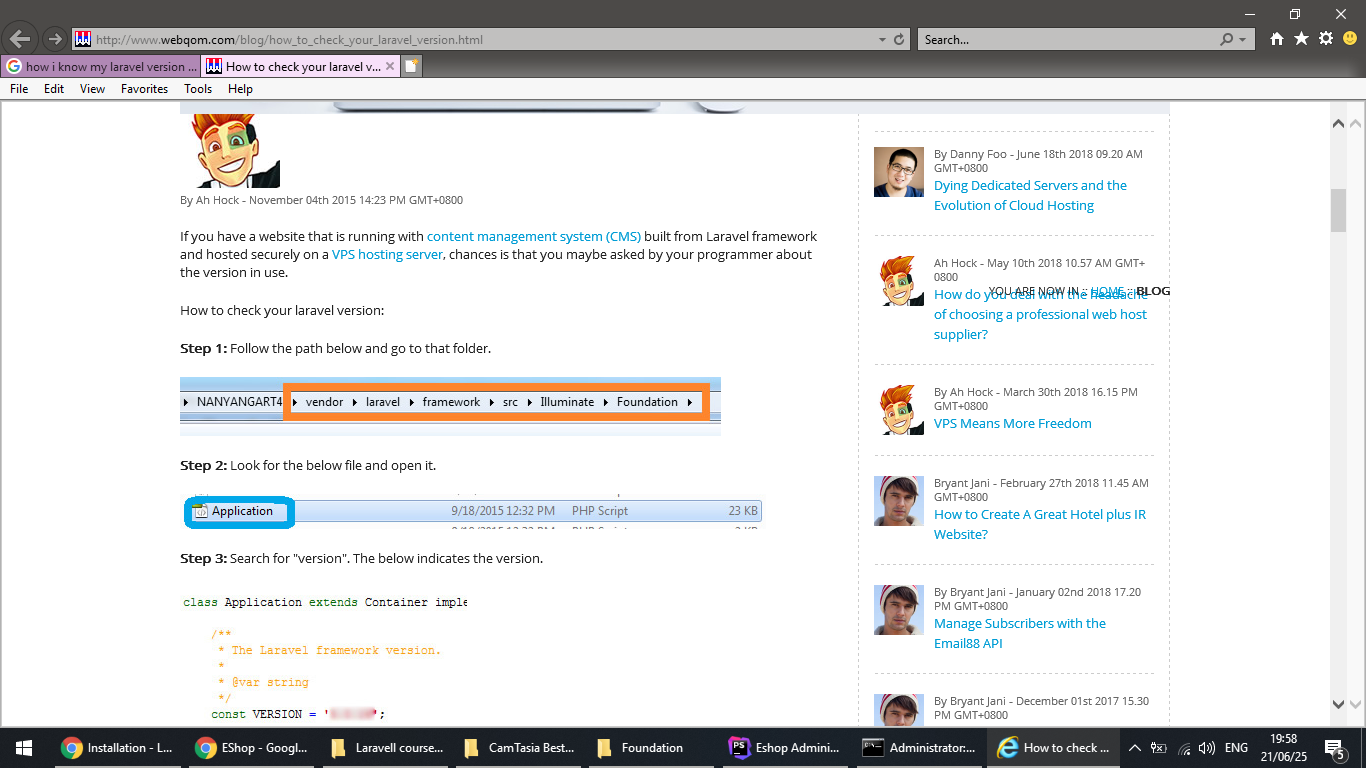 http://www.webqom.com/blog/how_to_check_your_laravel_version.html
Search...
how i know my laravel version ...
How to check your laravel v...
File Edit View Favorites Tools Help
By Ah Hock - November 04th 2015 14:23 PM GMT+0800
If you have a website that is running with content management system (CMS) built from Laravel framework
and hosted securely on a VPS hosting server, chances is that you maybe asked by your programmer about
the version in use.
How to check your laravel version:
Step 1: Follow the path below and go to that folder.
NANYANGART4 vendor laravel framework src Illuminate Foundation
Step 2: Look for the below file and open it.
Application 9/18/2015 12:32 PM PHP Script 23 KB
Step 3: Search for "version". The below indicates the version.
class Application extends Container imple
/**
* The Laravel framework version.
*
* @var string
*/
const VERSION = ' ';
By Danny Foo - June 18th 2018 09.20 AM
GMT+0800
Dying Dedicated Servers and the
Evolution of Cloud Hosting
Ah Hock - May 10th 2018 10.57 AM GMT+
0800
YOU ARE NOW IN :: HOME :: BLOG
How do you deal with the headache
of choosing a professional web host
supplier?
By Ah Hock - March 30th 2018 16.15 PM
GMT+0800
VPS Means More Freedom
Bryant Jani - February 27th 2018 11.45 AM
GMT+0800
How to Create A Great Hotel plus IR
Website?
By Bryant Jani - January 02nd 2018 17.20
PM GMT+0800
Manage Subscribers with the
Email88 API
By Bryant Jani - December 01st 2017 15.30
PM GMT+0800
Installation - L...
EShop - Googl...
Laravell course...
CamTasia Best...
Foundation
PS
Eshop Admini...
Administrator:...
How to check ...
ENG
19:58
21/06/25
5